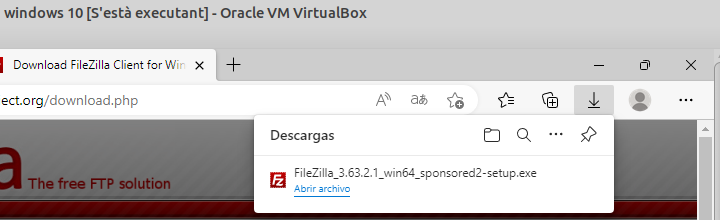 windows 10 [S'està executant] - Oracle VM VirtualBox
Download FileZilla Client for Win
ect.org/download.php
Descargas
FileZilla_3.63.2.1_win64_sponsored2-setup.exe
Abrir archivo
a The free FTP solution